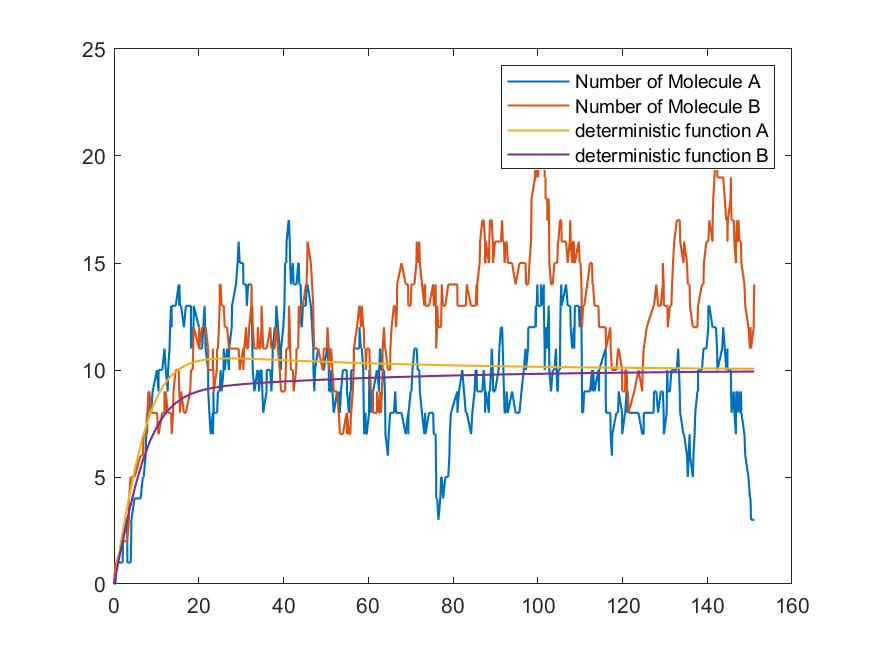 25
20
15
10
5
0
0 20 40 60 80 100 120 140 160
Number of Molecule A
Number of Molecule B
deterministic function A
deterministic function B